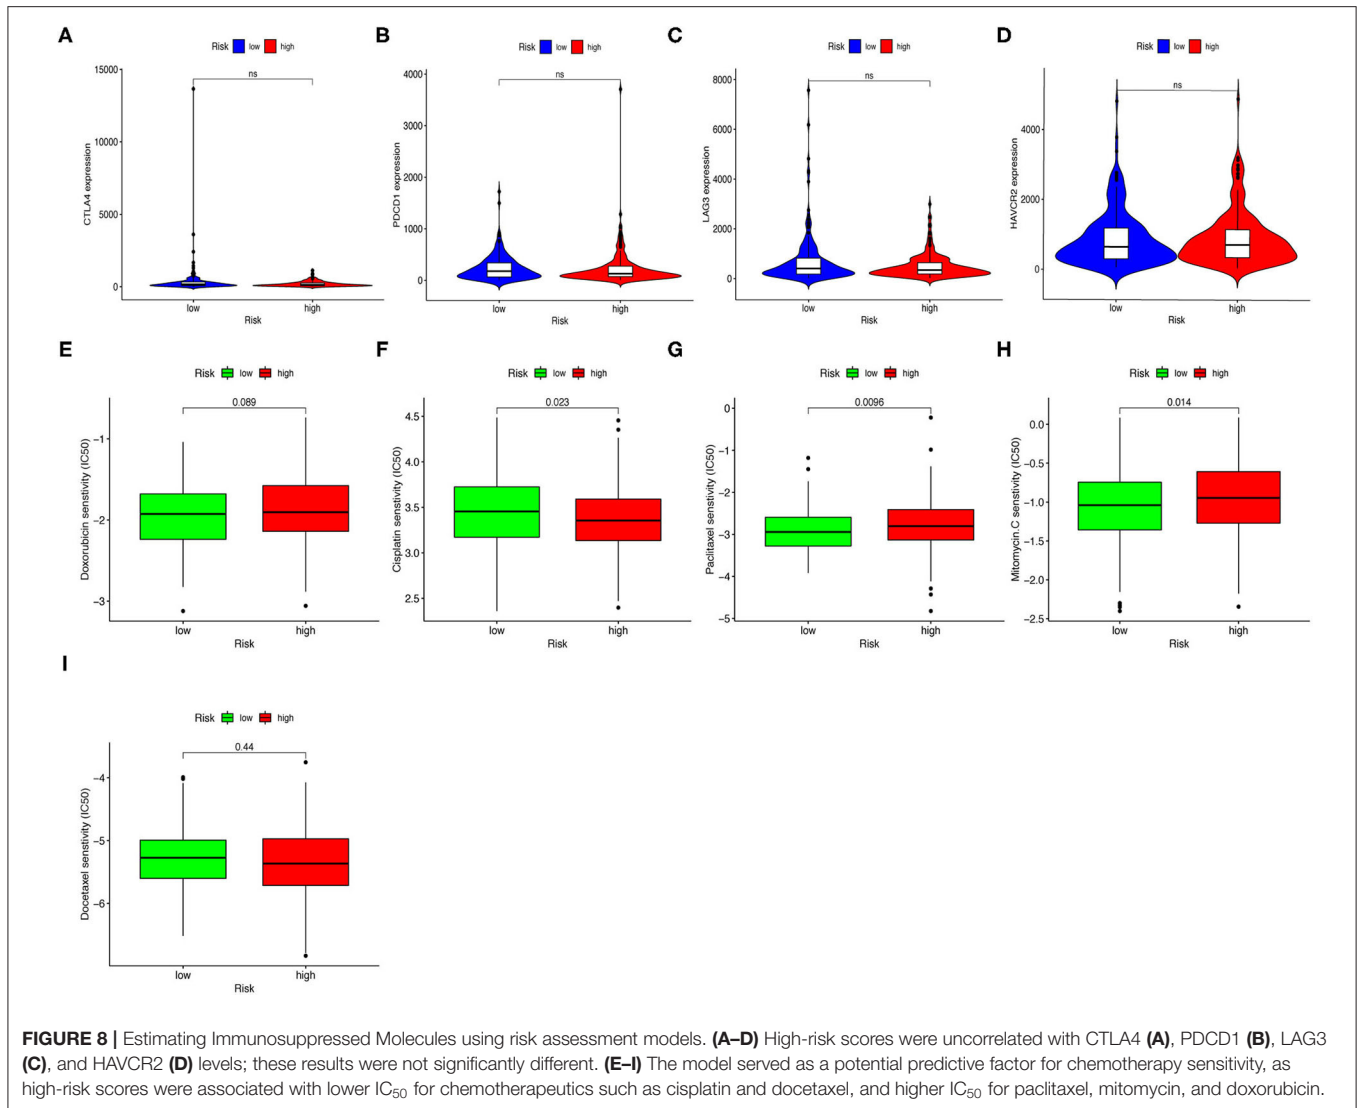 A
Risk low high
CTLA4 expression
15000
10000
5000
0
ns
low high
Risk
B
Risk low high
PDCD1 expression
4000
3000
2000
1000
0
ns
low high
Risk
C
Risk low high
LAG3 expression
8000
6000
4000
2000
0
ns
low high
Risk
D
Risk low high
HAVCR2 expression
4000
2000
0
ns
low high
Risk
E
Risk low high
Doxorubicin senstivity (IC50)
−1
−2
−3
0.089
low high
Risk
F
Risk low high
Cisplatin senstivity (IC50)
4.5
4.0
3.5
3.0
2.5
0.023
low high
Risk
G
Risk low high
Paclitaxel senstivity (IC50)
0
−1
−2
−3
−4
−5
0.0096
low high
Risk
H
Risk low high
Mitomycin.C senstivity (IC50)
0.0
−0.5
−1.0
−1.5
−2.0
−2.5
0.014
low high
Risk
I
Risk low high
Docetaxel senstivity (IC50)
−4
−5
−6
0.44
low high
Risk
FIGURE 8 | Estimating Immunosuppressed Molecules using risk assessment models. (A–D) High-risk scores were uncorrelated with CTLA4 (A), PDCD1 (B), LAG3
(C), and HAVCR2 (D) levels; these results were not significantly different. (E–I) The model served as a potential predictive factor for chemotherapy sensitivity, as
high-risk scores were associated with lower IC50 for chemotherapeutics such as cisplatin and docetaxel, and higher IC50 for paclitaxel, mitomycin, and doxorubicin.